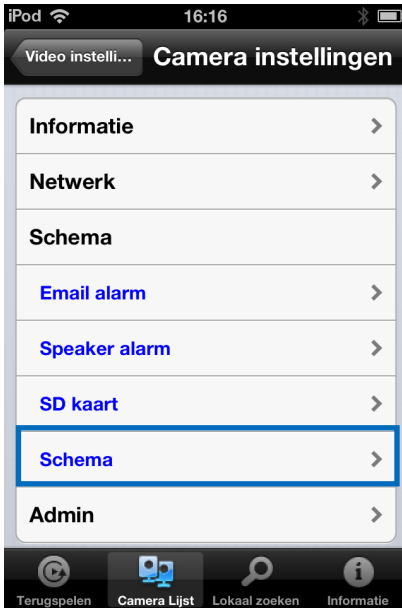 iPod 16:16
Video instelli... Camera instellingen
Informatie
Netwerk
Schema
Email alarm
Speaker alarm
SD kaart
Schema
Admin
Terugspelen Camera Lijst Lokaal zoeken Informatie